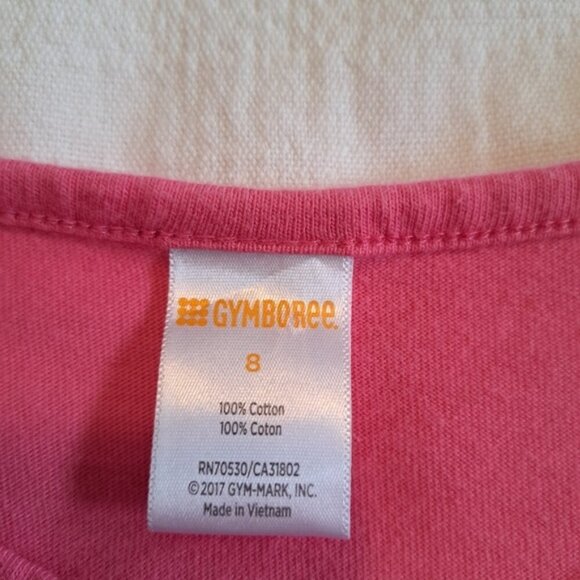 GYMBOREE
8
100% Cotton
100% Coton
RN70530/CA31802
©2017 GYM-MARK, INC.
Made in Vietnam